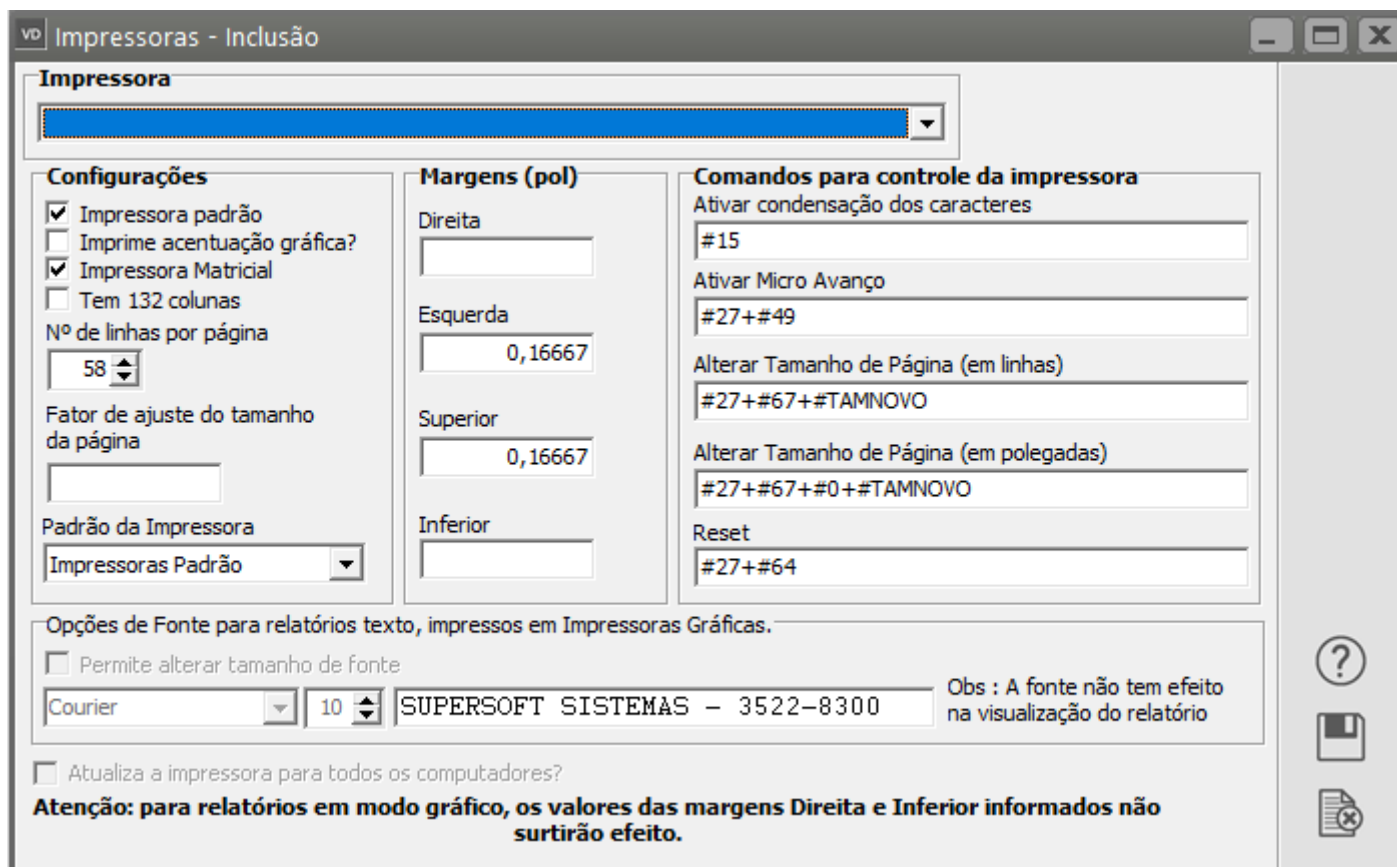 VD Impressoras - Inclusão
Impressora
Configurações
Impressora padrão
Imprime acentuação gráfica?
Impressora Matricial
Tem 132 colunas
Nº de linhas por página
58
Fator de ajuste do tamanho
da página
Padrão da Impressora
Impressoras Padrão
Margens (pol)
Direita
Esquerda
0,16667
Superior
0,16667
Inferior
Comandos para controle da impressora
Ativar condensação dos caracteres
#15
Ativar Micro Avanço
#27+#49
Alterar Tamanho de Página (em linhas)
#27+#67+#TAMNOVO
Alterar Tamanho de Página (em polegadas)
#27+#67+#0+#TAMNOVO
Reset
#27+#64
Opções de Fonte para relatórios texto, impressos em Impressoras Gráficas.
Permite alterar tamanho de fonte
Courier 10 SUPERSOFT SISTEMAS - 3522-8300
Obs : A fonte não tem efeito
na visualização do relatório
Atualiza a impressora para todos os computadores?
Atenção: para relatórios em modo gráfico, os valores das margens Direita e Inferior informados não
surtirão efeito.